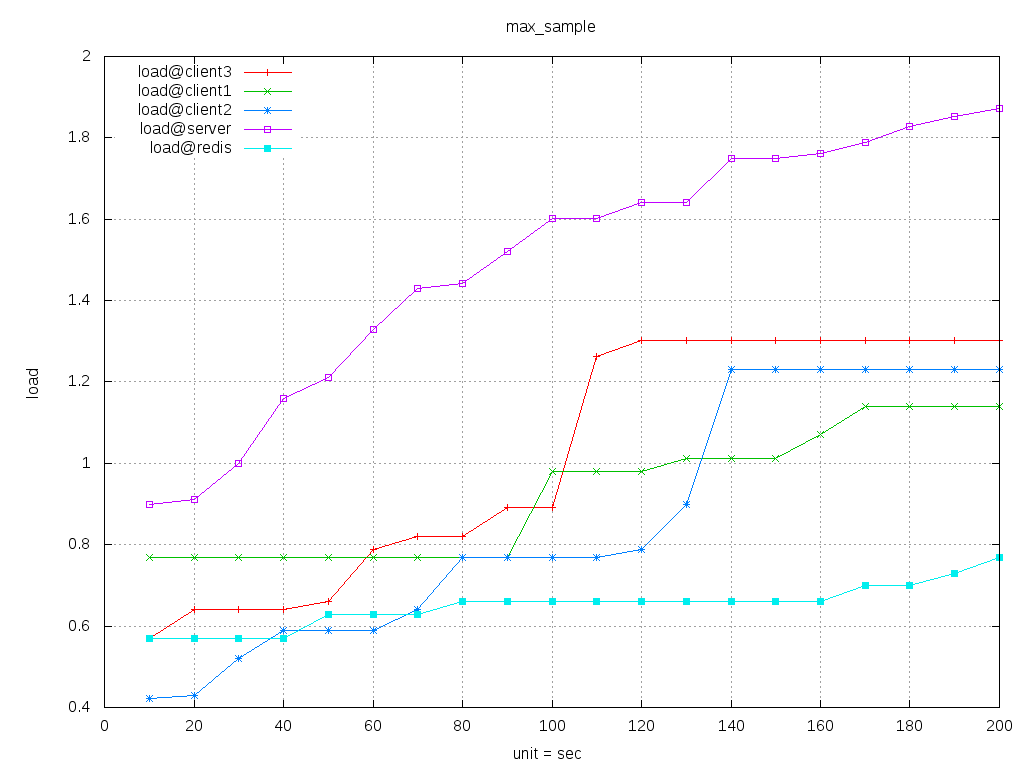 max_sample
load@client3
load@client1
load@client2
load@server
load@redis
2
1.8
1.6
1.4
1.2
1
0.8
0.6
0.4
load
0 20 40 60 80 100 120 140 160 180 200
unit = sec